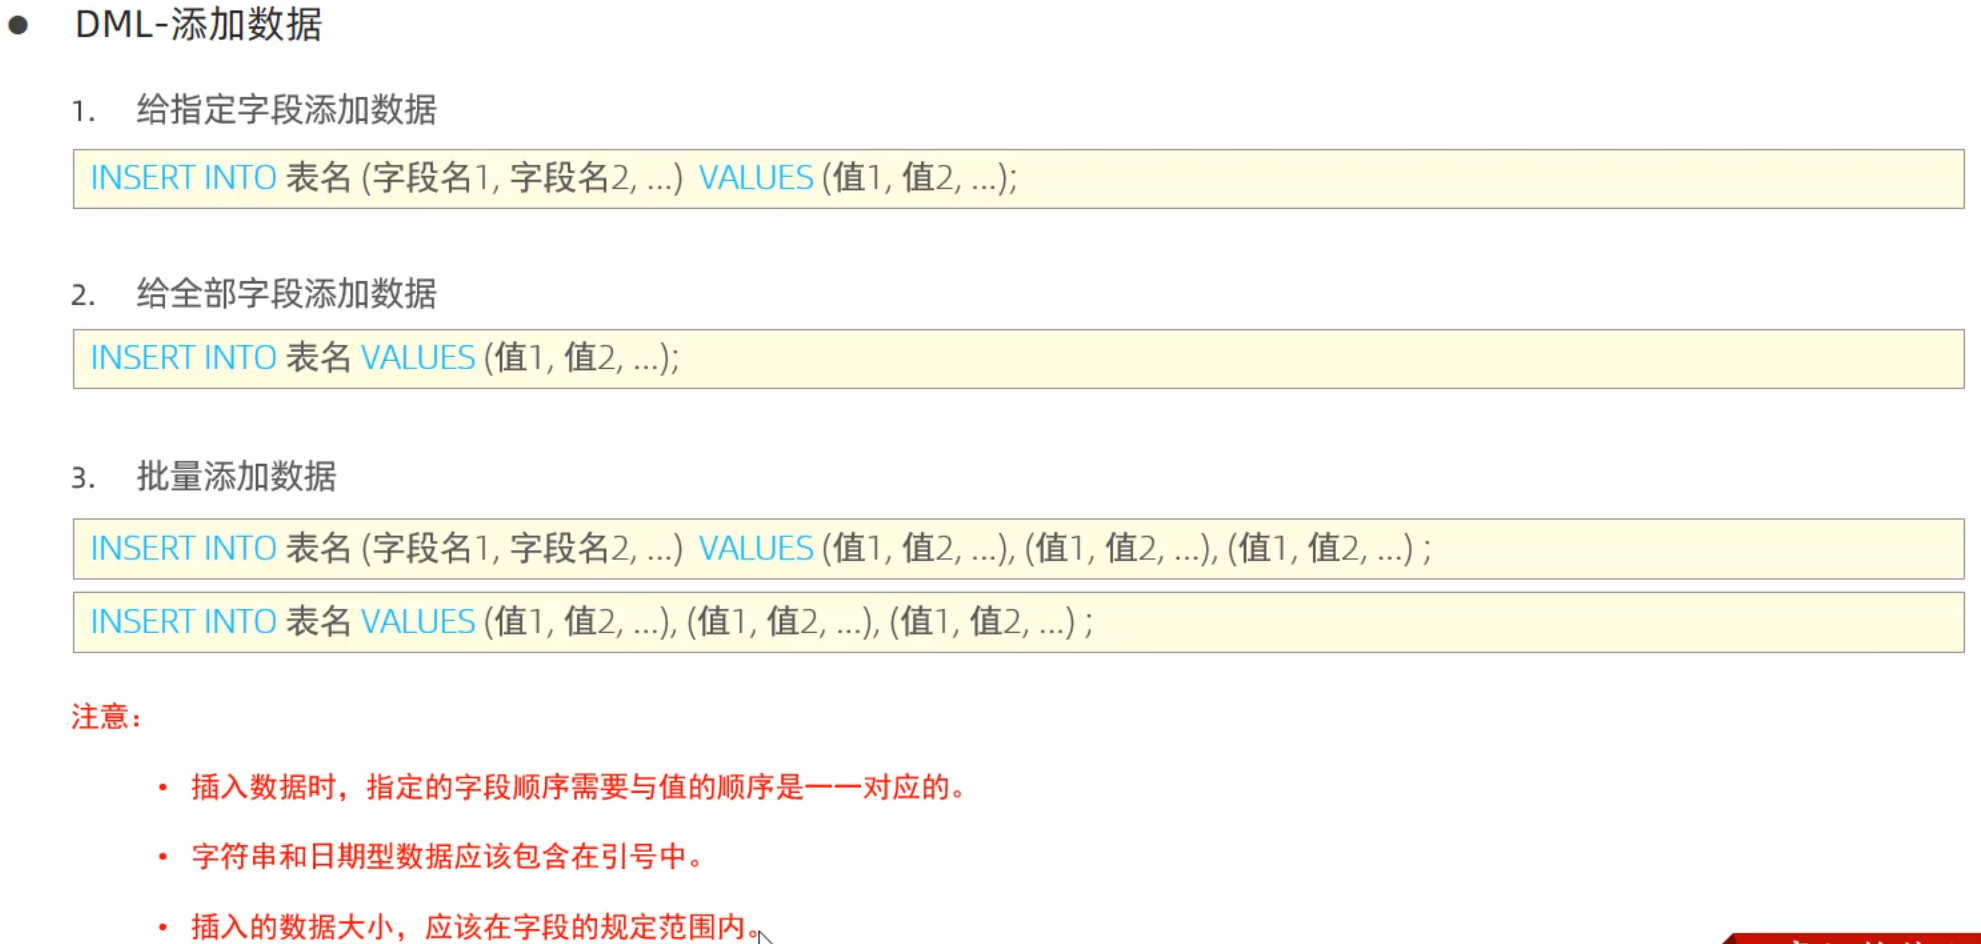 ● DML-添加数据
1. 给指定字段添加数据
INSERT INTO 表名 (字段名1, 字段名2, ...) VALUES (值1, 值2, ...);
2. 给全部字段添加数据
INSERT INTO 表名 VALUES (值1, 值2, ...);
3. 批量添加数据
INSERT INTO 表名 (字段名1, 字段名2, ...) VALUES (值1, 值2, ...), (值1, 值2, ...), (值1, 值2, ...) ;
INSERT INTO 表名 VALUES (值1, 值2, ...), (值1, 值2, ...), (值1, 值2, ...) ;
注意：
• 插入数据时，指定的字段顺序需要与值的顺序是一一对应的。
• 字符串和日期型数据应该包含在引号中。
• 插入的数据大小，应该在字段的规定范围内。